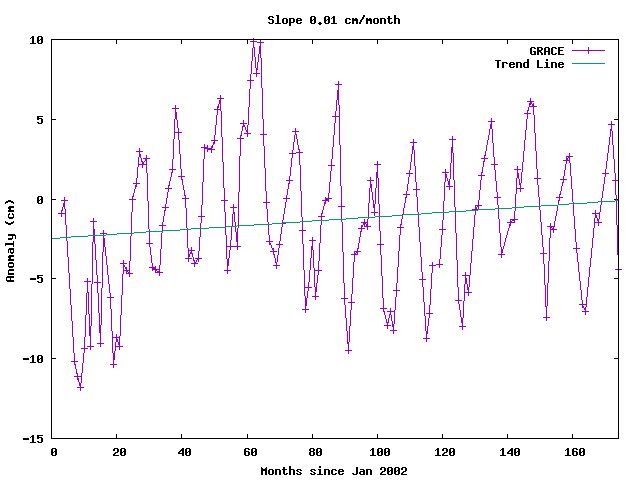 Slope 0.01 cm/month
GRACE
Trend Line
10
5
0
-5
-10
-15
Anomaly (cm)
0 20 40 60 80 100 120 140 160
Months since Jan 2002